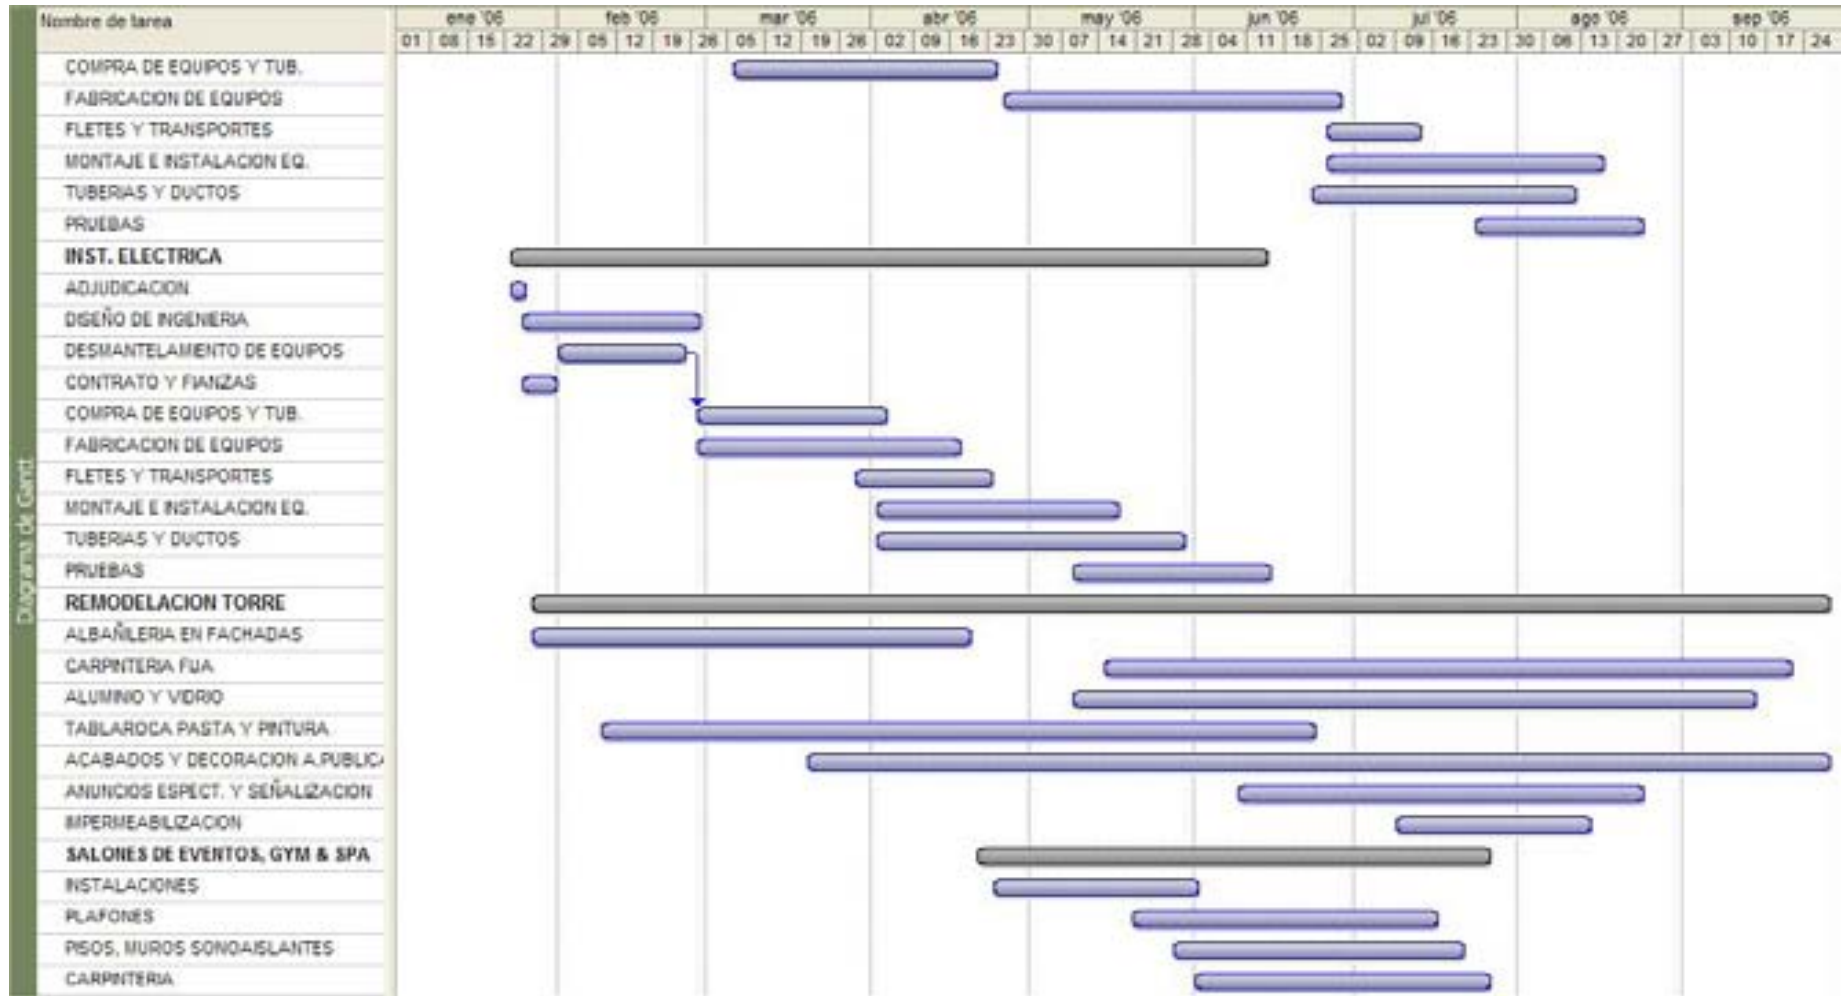 Nombre de tarea
ene '06 feb '06 mar '06 abr '06 may '06 jun '06 jul '06 ago '06 sep '06
01 08 15 22 29 05 12 19 26 05 12 19 26 02 09 16 23 30 07 14 21 28 04 11 18 25 02 09 16 23 30 06 13 20 27 03 10 17 24
COMPRA DE EQUIPOS Y TUB.
FABRICACION DE EQUIPOS
FLETES Y TRANSPORTES
MONTAJE E INSTALACION EQ.
TUBERIAS Y DUCTOS
PRUEBAS
INST. ELECTRICA
ADJUDICACION
DISEÑO DE INGENIERIA
DESMANTELAMIENTO DE EQUIPOS
CONTRATO Y FIANZAS
COMPRA DE EQUIPOS Y TUB.
FABRICACION DE EQUIPOS
FLETES Y TRANSPORTES
MONTAJE E INSTALACION EQ.
TUBERIAS Y DUCTOS
PRUEBAS
REMODELACION TORRE
ALBAÑILERIA EN FACHADAS
CARPINTERIA FIJA
ALUMINIO Y VIDRIO
TABLAROCA PASTA Y PINTURA
ACABADOS Y DECORACION A.PUBLICA
ANUNCIOS ESPECT. Y SEÑALIZACION
IMPERMEABILIZACION
SALONES DE EVENTOS, GYM & SPA
INSTALACIONES
PLAFONES
PISOS, MUROS SONOAISLANTES
CARPINTERIA
Diagrama de Gantt